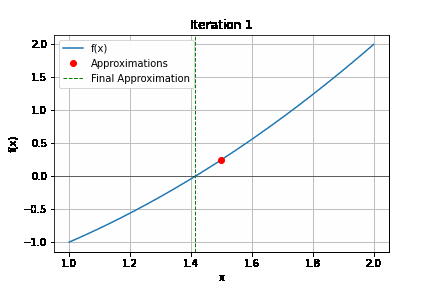 Iteration 1
f(x)
Approximations
Final Approximation
2.0
1.5
1.0
0.5
0.0
−0.5
−1.0
f(x)
1.0 1.2 1.4 1.6 1.8 2.0
x